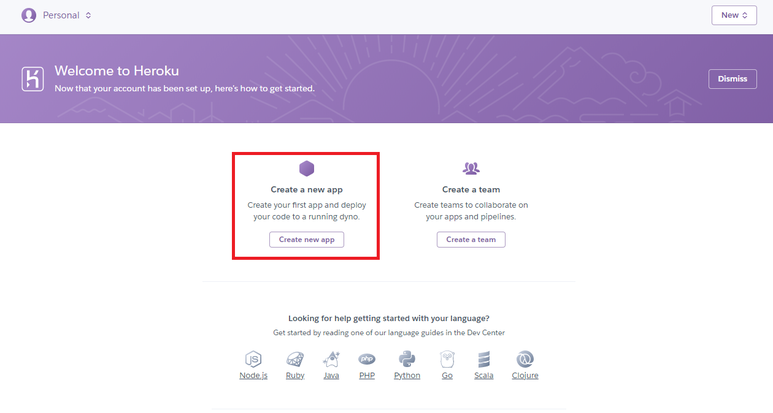 Personal
New
Welcome to Heroku
Now that your account has been set up, here's how to get started.
Dismiss
Create a new app
Create your first app and deploy
your code to a running dyno.
Create new app
Create a team
Create teams to collaborate on
your apps and pipelines.
Create a team
Looking for help getting started with your language?
Get started by reading one of our language guides in the Dev Center
JS
php
Node.js
Ruby
Java
PHP
Python
Go
Scala
Clojure